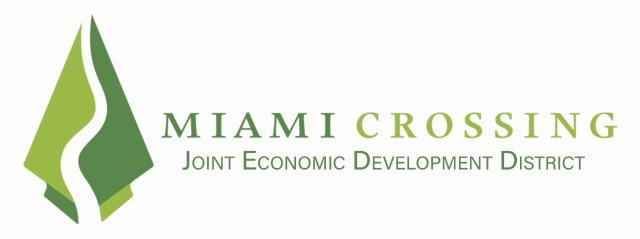 MIAMI CROSSING
JOINT ECONOMIC DEVELOPMENT DISTRICT